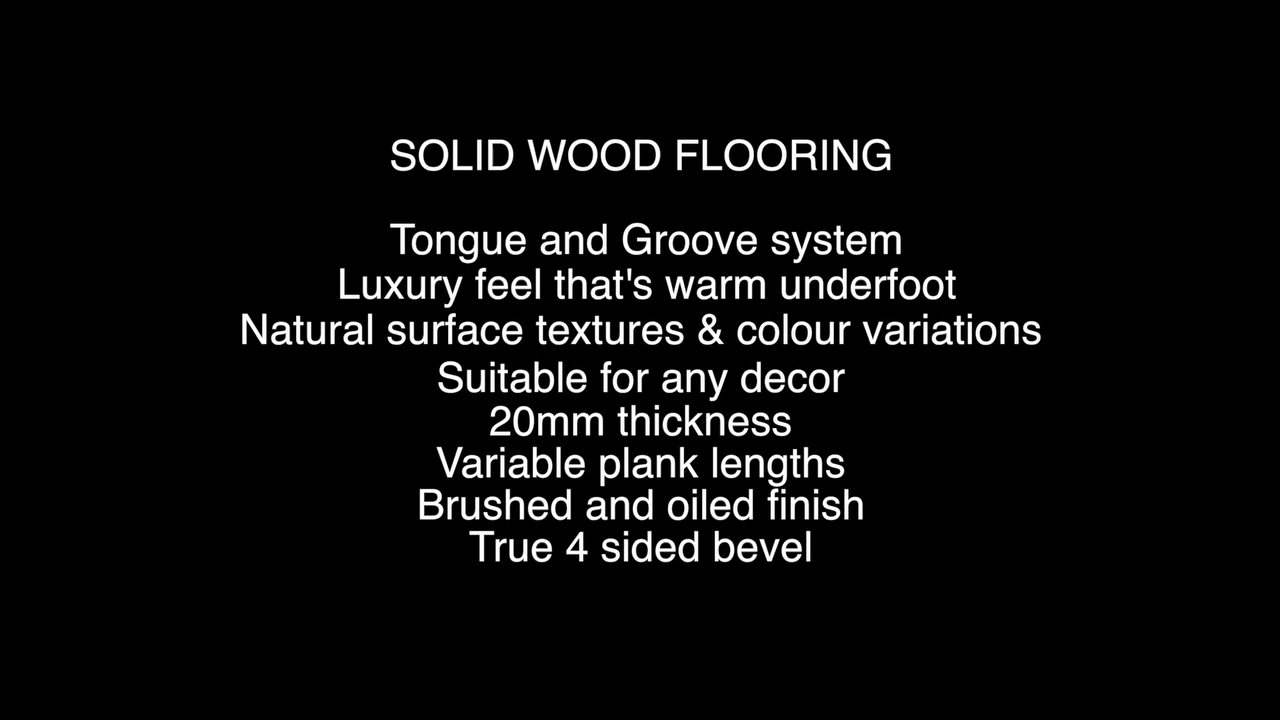 SOLID WOOD FLOORING
Tongue and Groove system
Luxury feel that's warm underfoot
Natural surface textures & colour variations
Suitable for any decor
20mm thickness
Variable plank lengths
Brushed and oiled finish
True 4 sided bevel